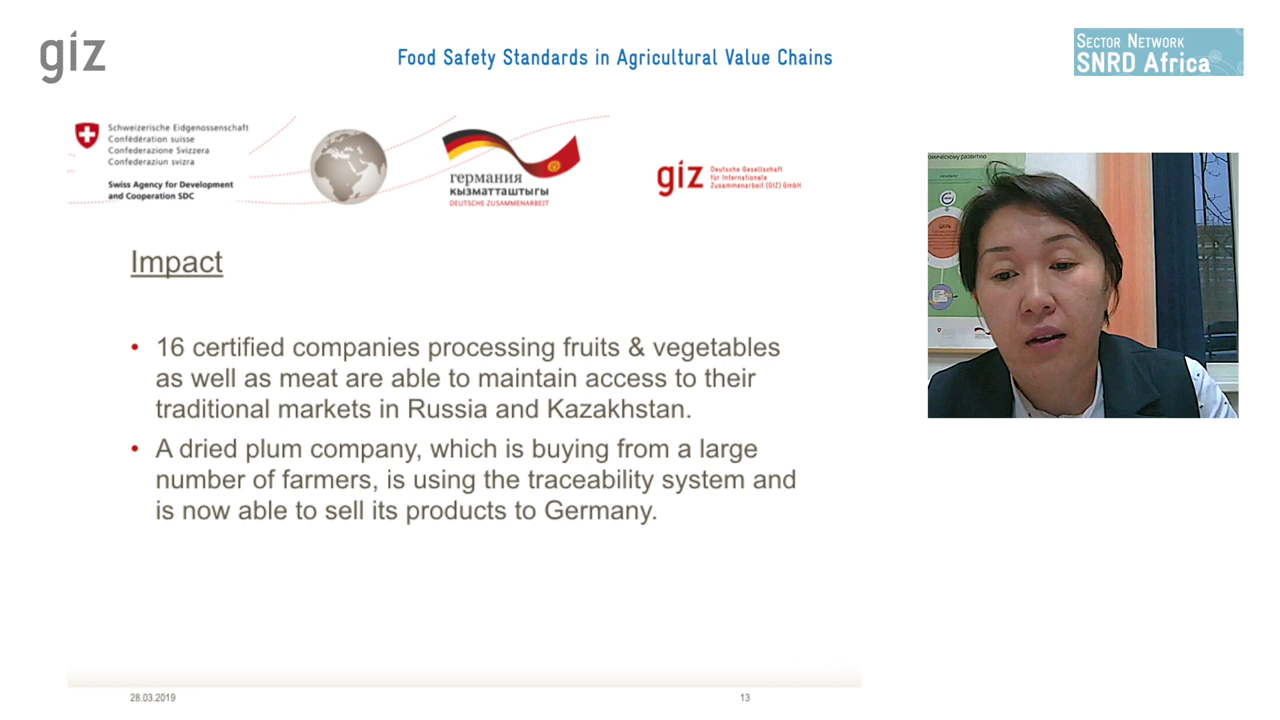 giz
Food Safety Standards in Agricultural Value Chains
SECTOR NETWORK
SNRD Africa
Schweizerische Eidgenossenschaft
Confédération suisse
Confederazione Svizzera
Confederaziun svizra
Swiss Agency for Development
and Cooperation SDC
германия
КЫЗМАТТАШТЫГЫ
DEUTSCHE ZUSAMMENARBEIT
giz
Deutsche Gesellschaft
für Internationale
Zusammenarbeit (GIZ) GmbH
Impact
• 16 certified companies processing fruits & vegetables
as well as meat are able to maintain access to their
traditional markets in Russia and Kazakhstan.
• A dried plum company, which is buying from a large
number of farmers, is using the traceability system and
is now able to sell its products to Germany.
28.03.2019
13